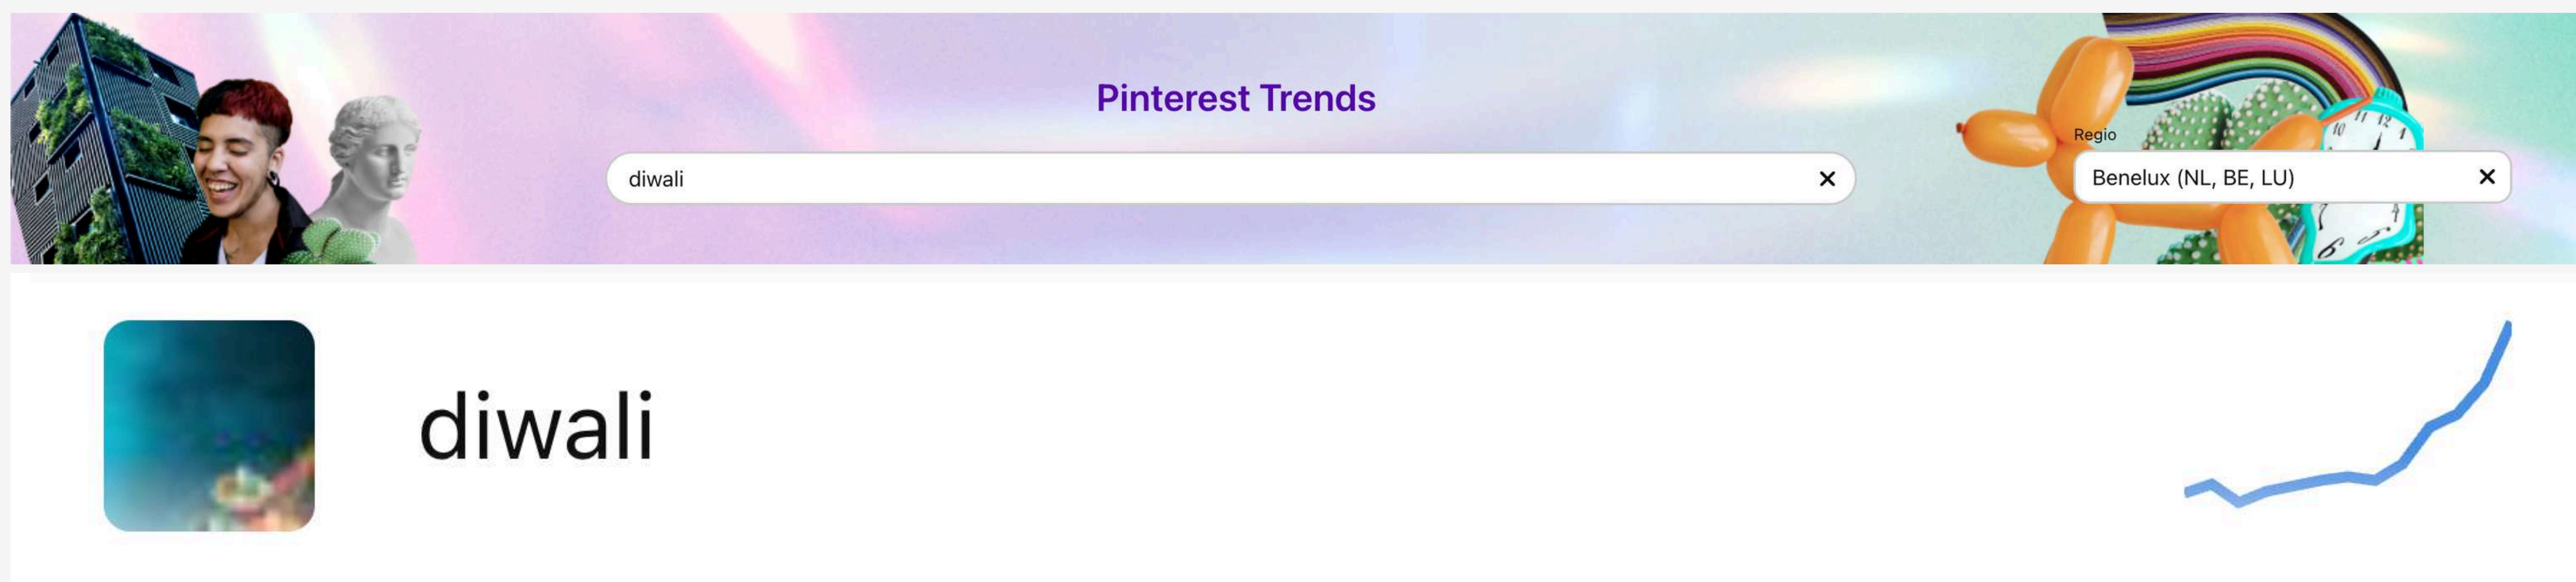 Pinterest Trends
Regio
diwali
Benelux (NL, BE, LU)
diwali